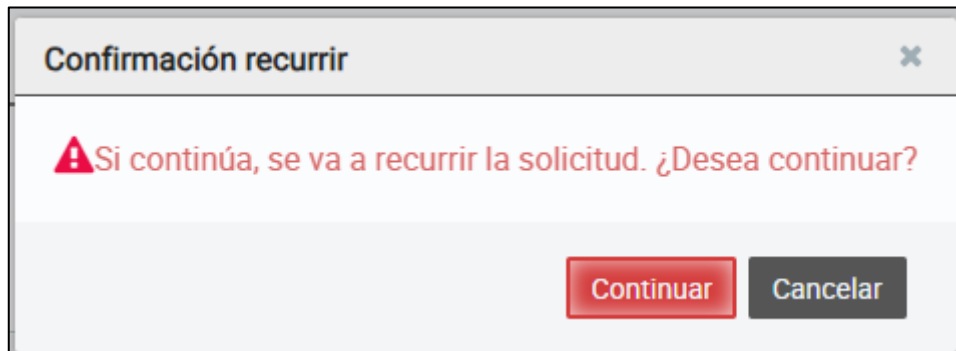 Confirmación recurrir
Si continúa, se va a recurrir la solicitud. ¿Desea continuar?
Continuar
Cancelar